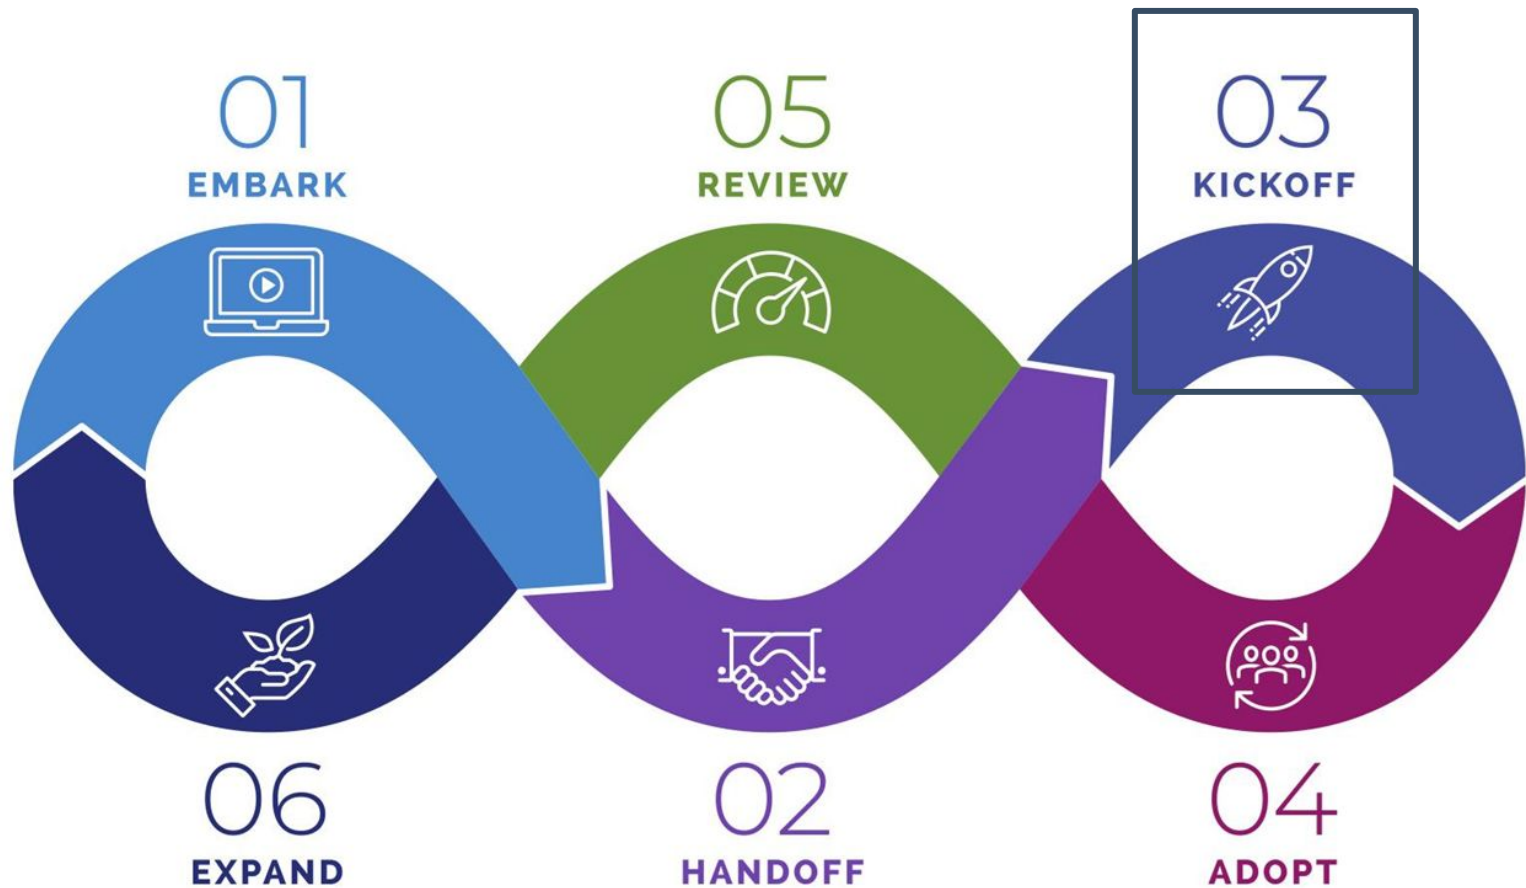 01
EMBARK
05
REVIEW
03
KICKOFF
06
EXPAND
02
HANDOFF
04
ADOPT